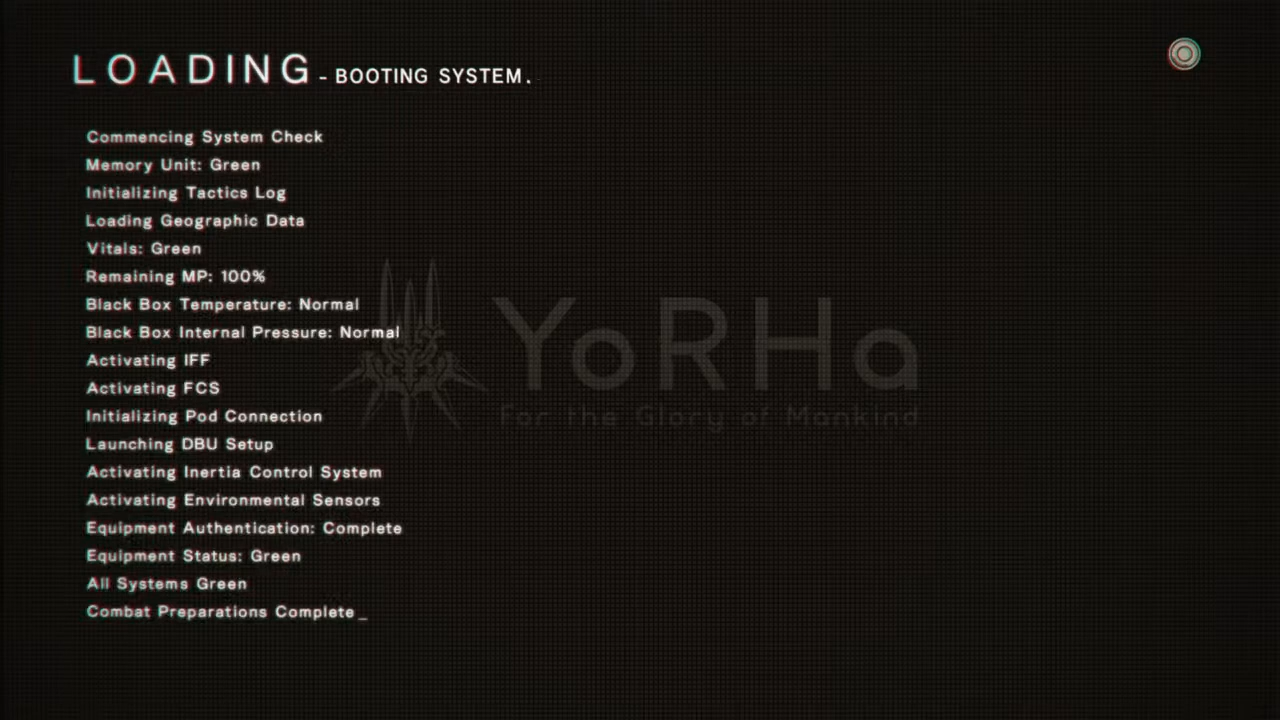 LOADING - BOOTING SYSTEM.
Commencing System Check
Memory Unit: Green
Initializing Tactics Log
Loading Geographic Data
Vitals: Green
Remaining MP: 100%
Black Box Temperature: Normal
Black Box Internal Pressure: Normal
Activating IFF
Activating FCS
Initializing Pod Connection
Launching DBU Setup
Activating Inertia Control System
Activating Environmental Sensors
Equipment Authentication: Complete
Equipment Status: Green
All Systems Green
Combat Preparations Complete_
YoRHa
For the Glory of Mankind